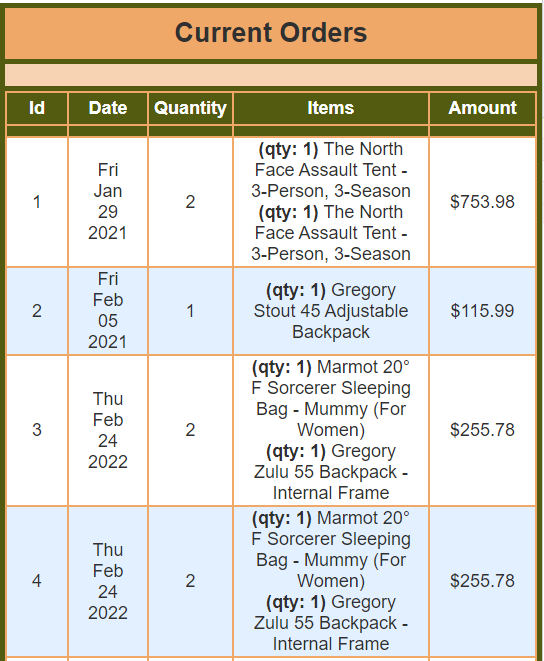 Current Orders
Id Date Quantity Items Amount
1
Fri
Jan
29
2021
2
(qty: 1) The North
Face Assault Tent -
3-Person, 3-Season
(qty: 1) The North
Face Assault Tent -
3-Person, 3-Season
$753.98
2
Fri
Feb
05
2021
1
(qty: 1) Gregory
Stout 45 Adjustable
Backpack
$115.99
3
Thu
Feb
24
2022
2
(qty: 1) Marmot 20°
F Sorcerer Sleeping
Bag - Mummy (For
Women)
(qty: 1) Gregory
Zulu 55 Backpack -
Internal Frame
$255.78
4
Thu
Feb
24
2022
2
(qty: 1) Marmot 20°
F Sorcerer Sleeping
Bag - Mummy (For
Women)
(qty: 1) Gregory
Zulu 55 Backpack -
Internal Frame
$255.78